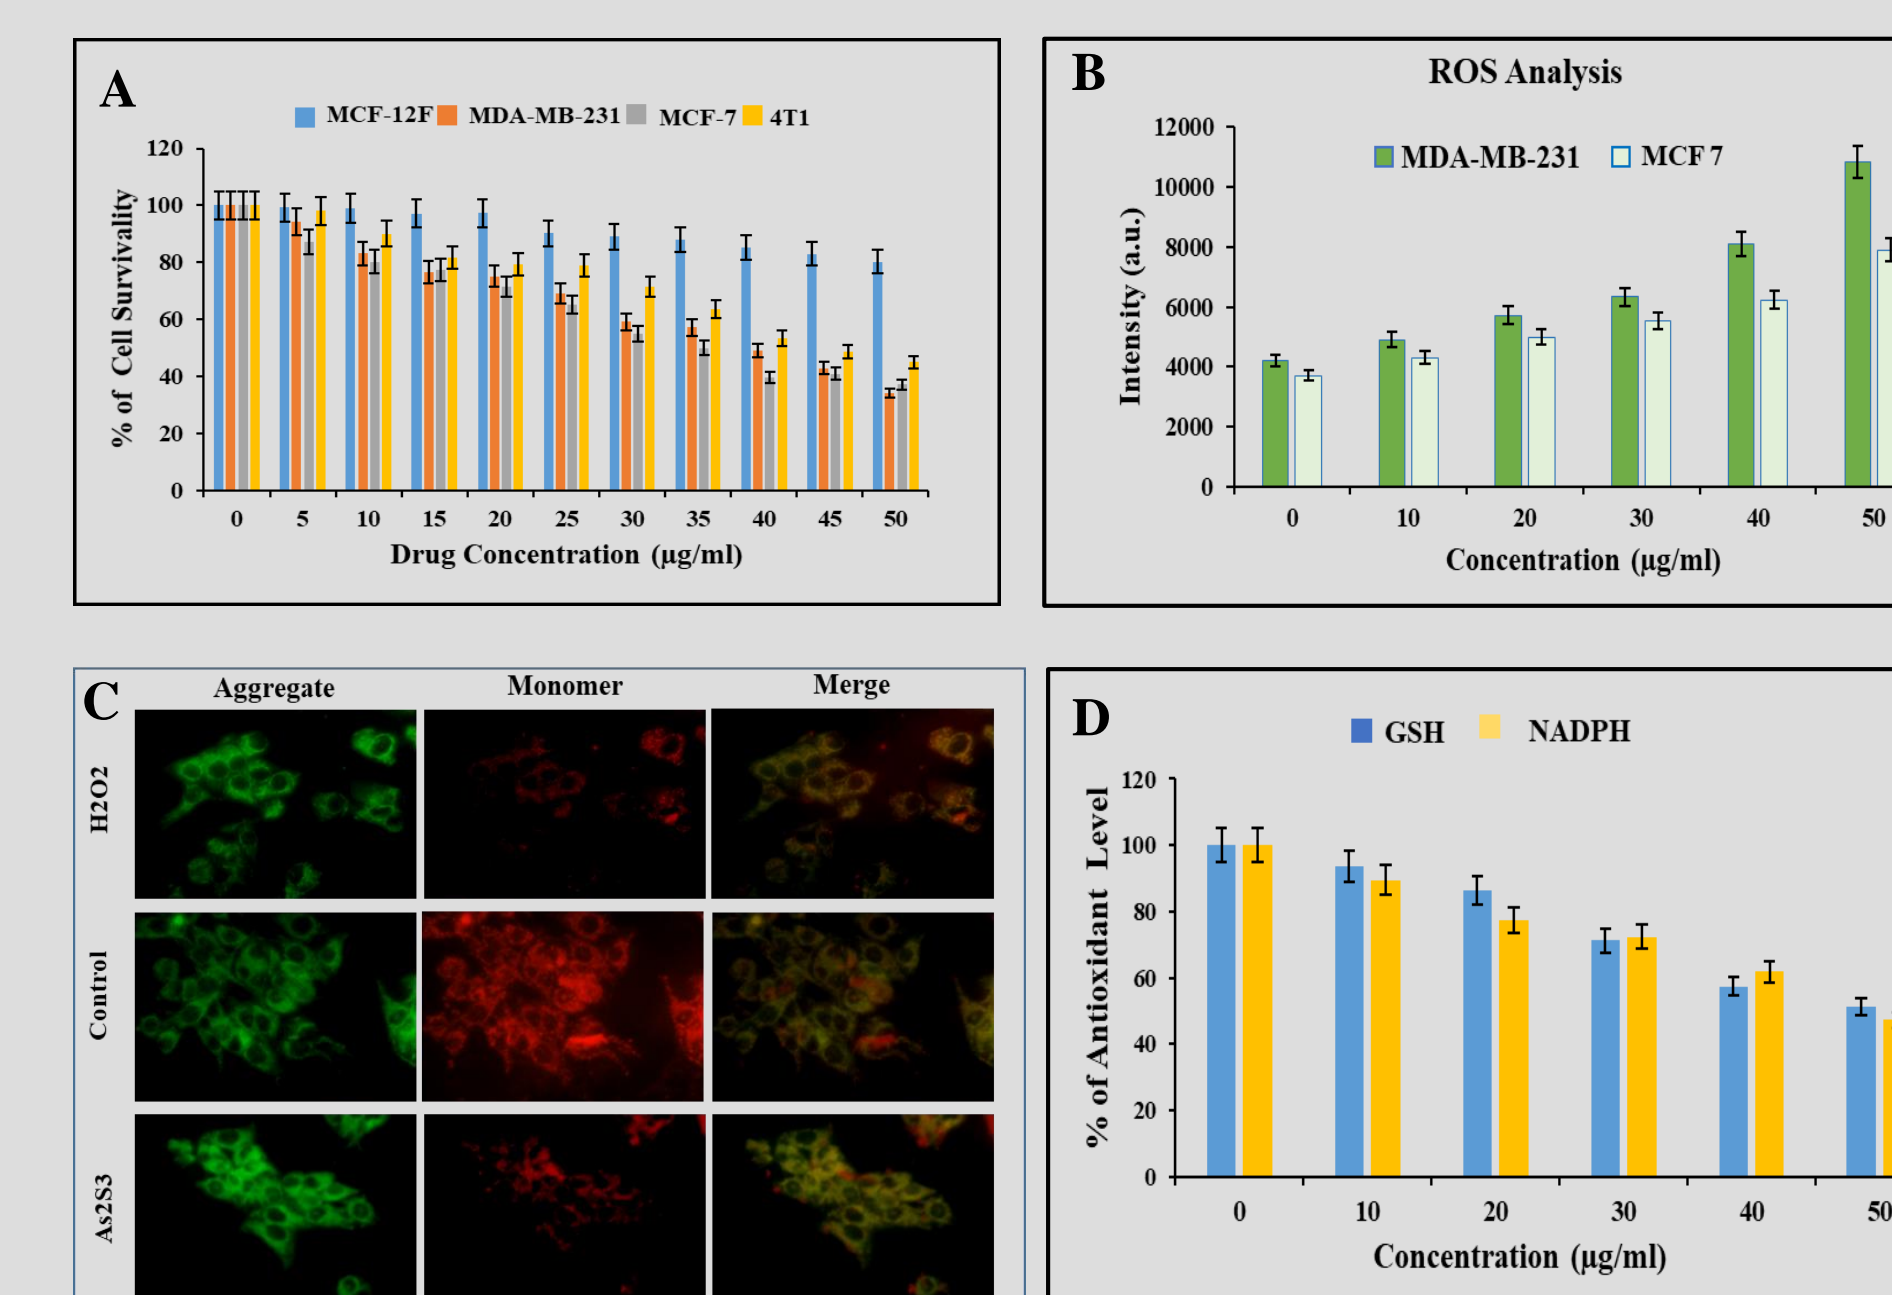 A
MCF-12F MDA-MB-231 MCF-7 4T1
120
100
80
60
40
20
0
% of Cell Survivality
0 5 10 15 20 25 30 35 40 45 50
Drug Concentration (µg/ml)
B
ROS Analysis
MDA-MB-231 MCF 7
12000
10000
8000
6000
4000
2000
0
Intensity (a.u.)
0 10 20 30 40 50
Concentration (µg/ml)
C
Aggregate Monomer Merge
H2O2
Control
As2S3
D
GSH NADPH
120
100
80
60
40
20
0
% of Antioxidant Level
0 10 20 30 40 50
Concentration (µg/ml)